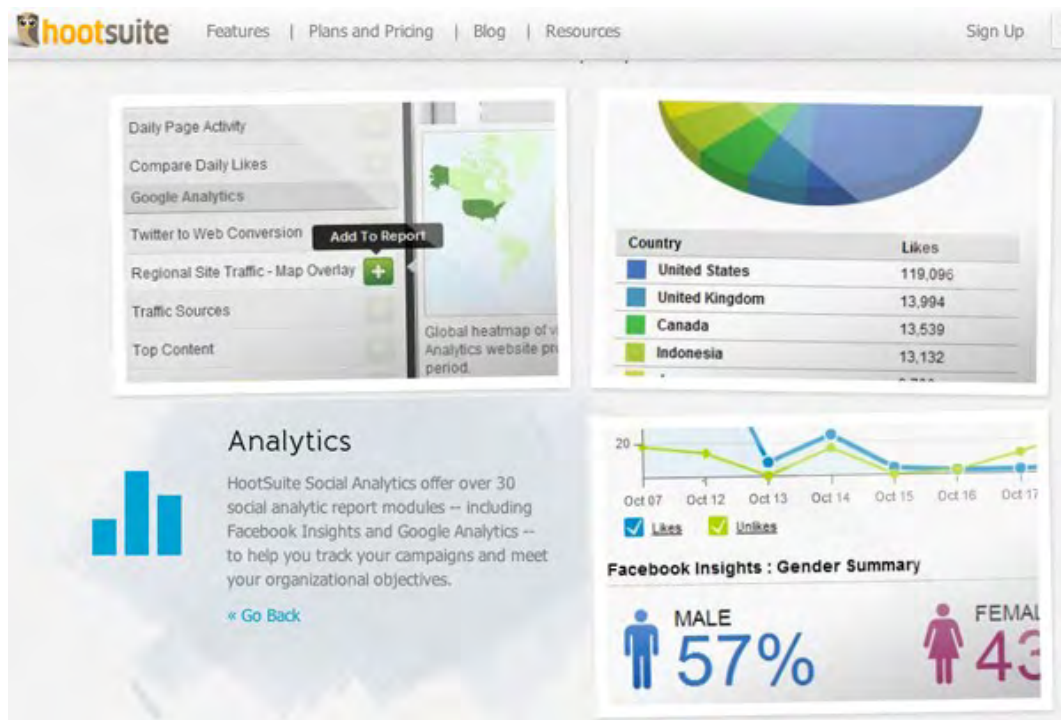 hootsuite Features | Plans and Pricing | Blog | Resources Sign Up
Daily Page Activity
Compare Daily Likes
Google Analytics
Twitter to Web Conversion
Add To Report
Regional Site Traffic - Map Overlay
Traffic Sources
Top Content
Global heatmap of
Analytics website
period.
Country Likes
United States 119,096
United Kingdom 13,994
Canada 13,539
Indonesia 13,132
Analytics
HootSuite Social Analytics offer over 30
social analytic report modules -- including
Facebook Insights and Google Analytics --
to help you track your campaigns and meet
your organizational objectives.
« Go Back
20
Oct 07 Oct 12 Oct 13 Oct 14 Oct 15 Oct 16 Oct 17
Likes Unlikes
Facebook Insights : Gender Summary
MALE
57%
FEMAL
43